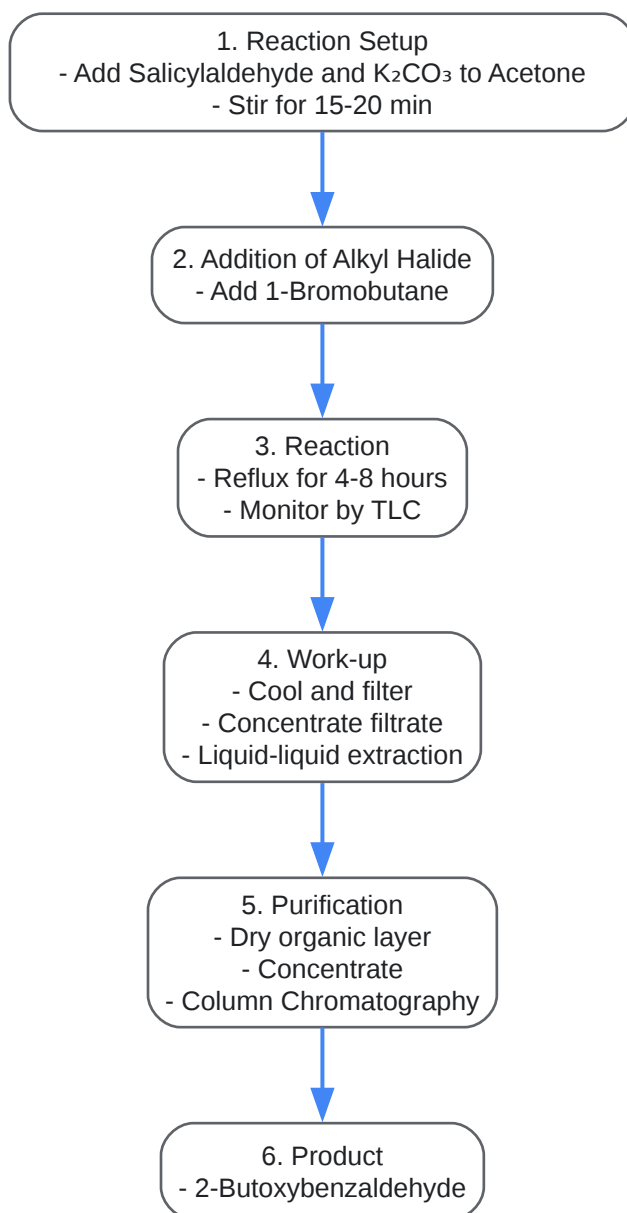 1. Reaction Setup
- Add Salicylaldehyde and K₂CO₃ to Acetone
- Stir for 15-20 min
2. Addition of Alkyl Halide
- Add 1-Bromobutane
3. Reaction
- Reflux for 4-8 hours
- Monitor by TLC
4. Work-up
- Cool and filter
- Concentrate filtrate
- Liquid-liquid extraction
5. Purification
- Dry organic layer
- Concentrate
- Column Chromatography
6. Product
- 2-Butoxybenzaldehyde